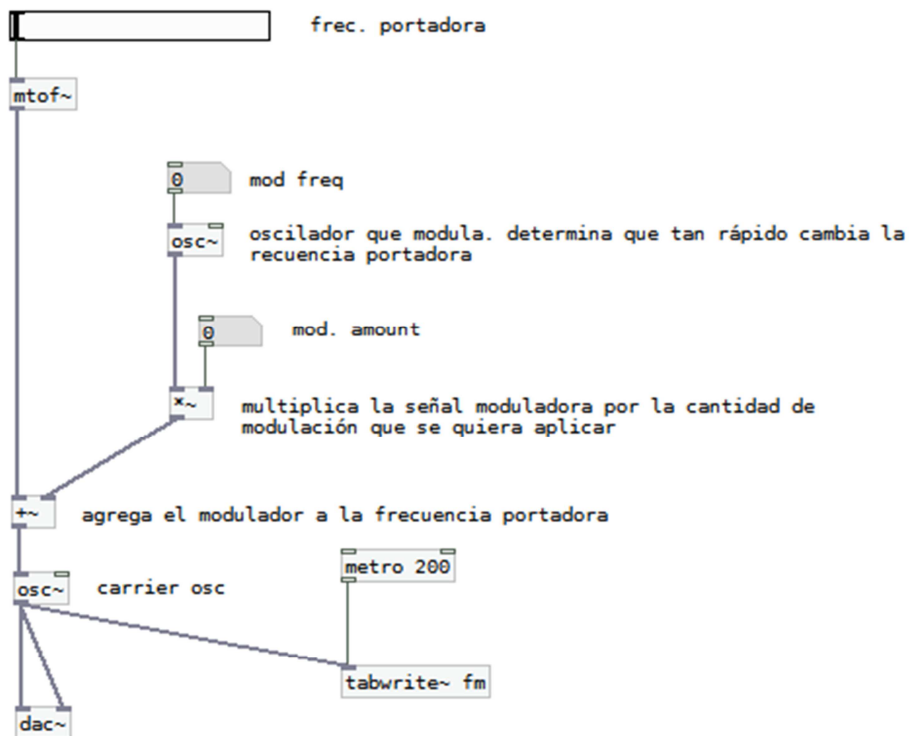 frec. portadora
mtof~
0
mod freq
osc~
oscilador que modula. determina que tan rápido cambia la
recuencia portadora
0
mod. amount
*~
multiplica la señal moduladora por la cantidad de
modulación que se quiera aplicar
+~
agrega el modulador a la frecuencia portadora
metro 200
osc~
carrier osc
tabwrite~ fm
dac~